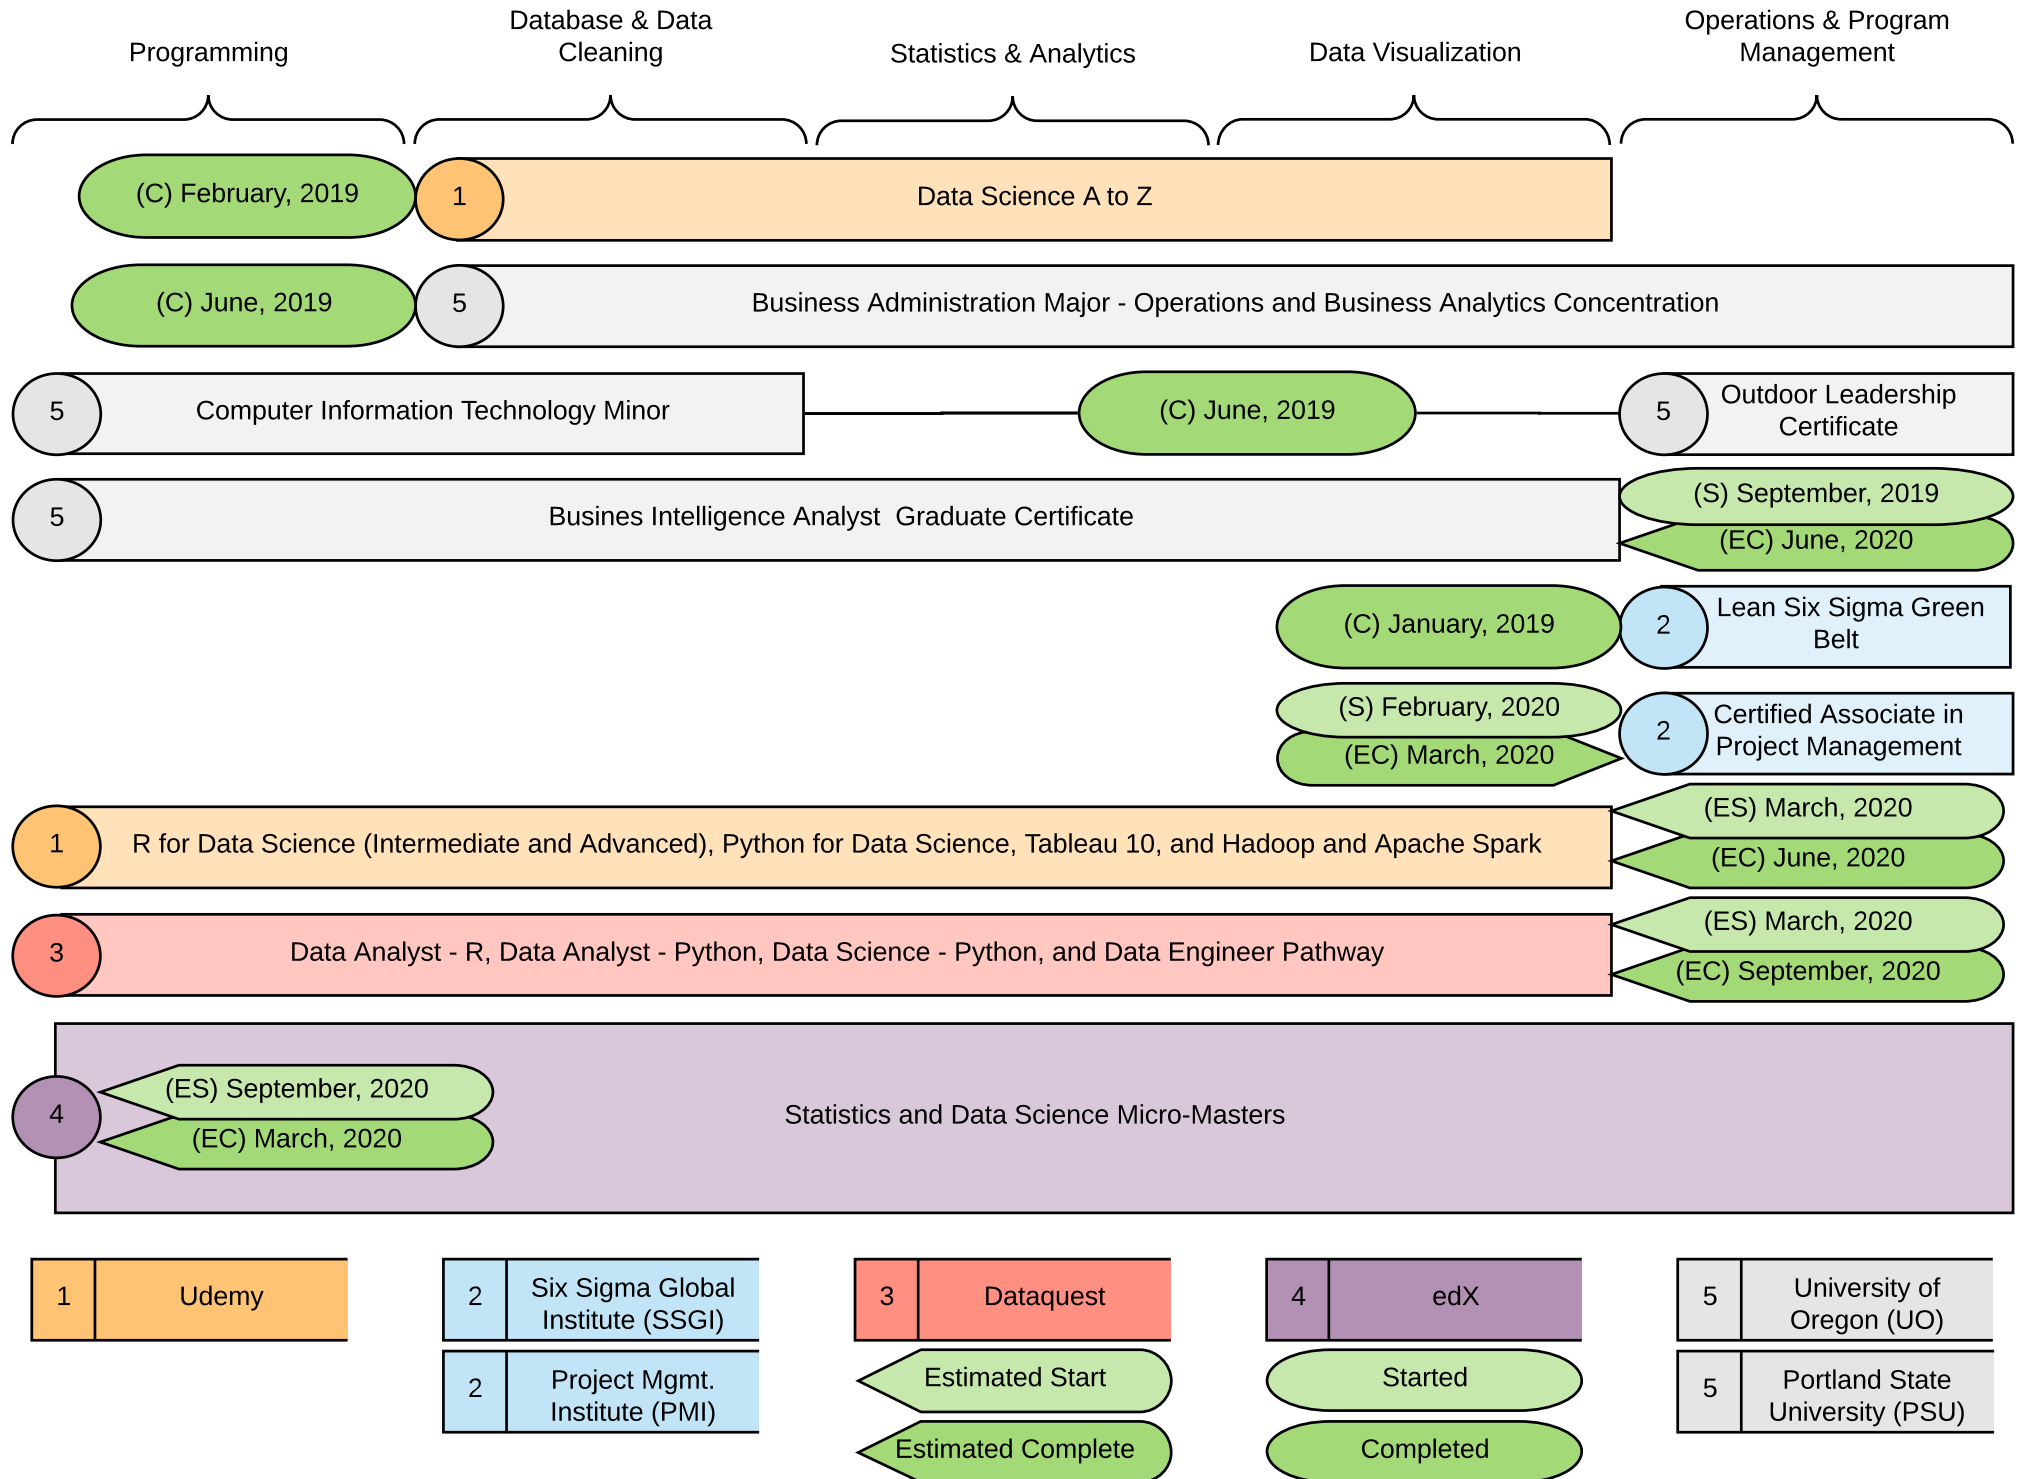 Programming
Database & Data
Cleaning
Statistics & Analytics
Data Visualization
Operations & Program
Management
(C) February, 2019
1
Data Science A to Z
(C) June, 2019
5
Business Administration Major - Operations and Business Analytics Concentration
5
Computer Information Technology Minor
(C) June, 2019
5
Outdoor Leadership
Certificate
5
Busines Intelligence Analyst  Graduate Certificate
(S) September, 2019
(EC) June, 2020
(C) January, 2019
2
Lean Six Sigma Green
Belt
(S) February, 2020
(EC) March, 2020
2
Certified Associate in
Project Management
1
R for Data Science (Intermediate and Advanced), Python for Data Science, Tableau 10, and Hadoop and Apache Spark
(ES) March, 2020
(EC) June, 2020
3
Data Analyst - R, Data Analyst - Python, Data Science - Python, and Data Engineer Pathway
(ES) March, 2020
(EC) September, 2020
4
(ES) September, 2020
(EC) March, 2020
Statistics and Data Science Micro-Masters
1
Udemy
2
Six Sigma Global
Institute (SSGI)
3
Dataquest
4
edX
5
University of
Oregon (UO)
2
Project Mgmt.
Institute (PMI)
Estimated Start
Started
5
Portland State
University (PSU)
Estimated Complete
Completed